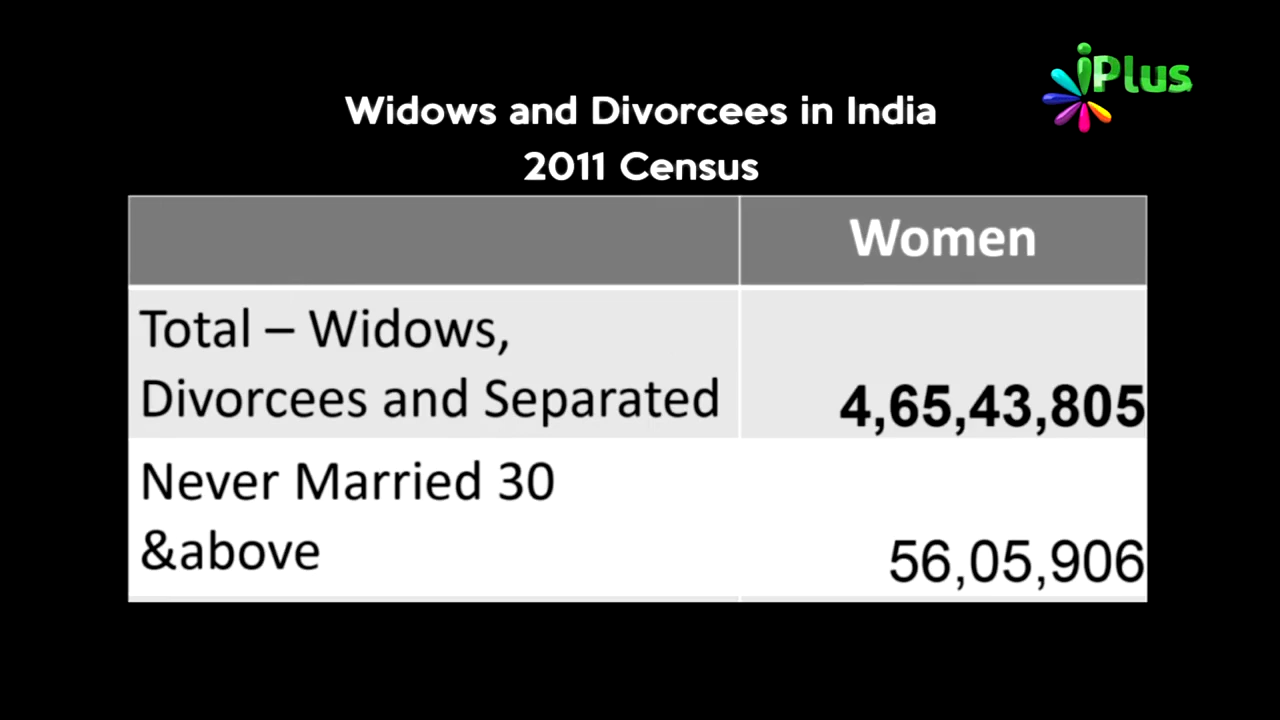 iPlus
Widows and Divorcees in India
2011 Census
Women
Total – Widows,
Divorcees and Separated
4,65,43,805
Never Married 30
&above
56,05,906